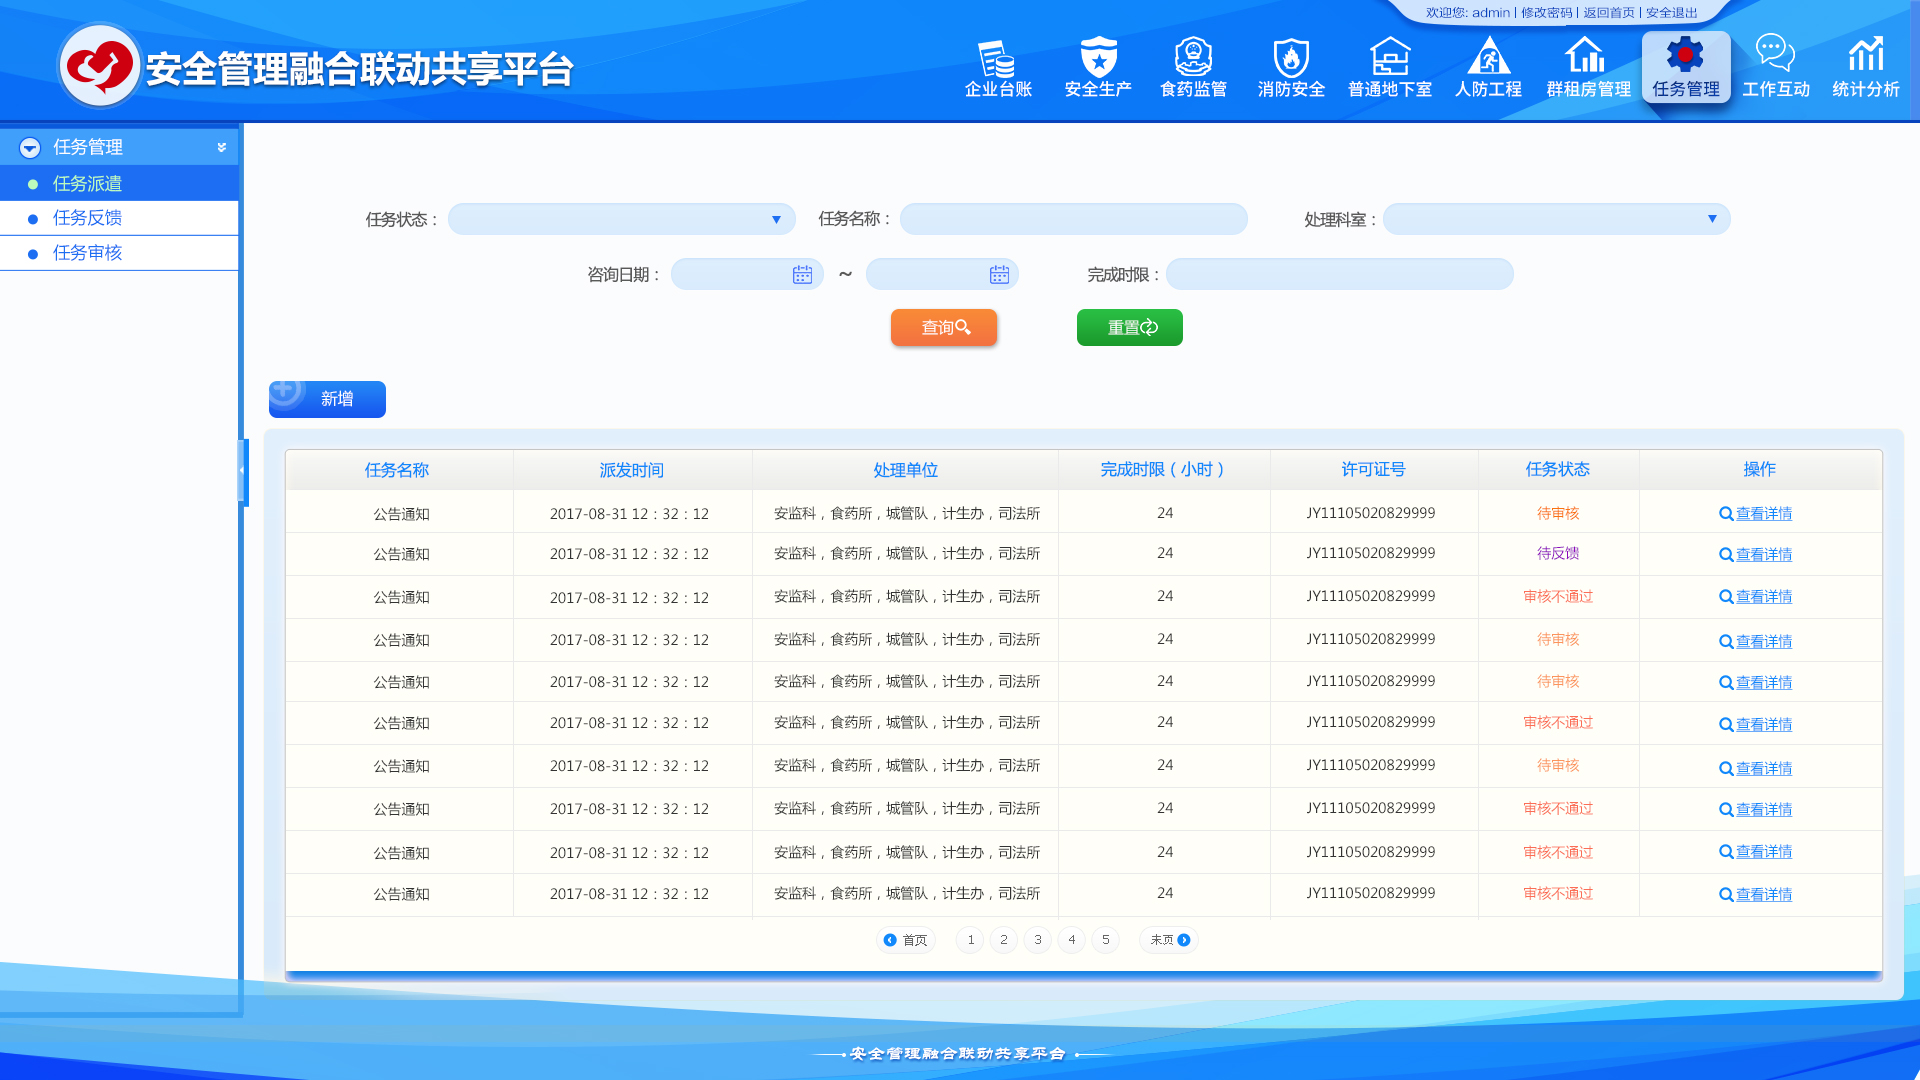 欢迎您: admin | 修改密码 | 返回首页 | 安全退出
安全管理融合联动共享平台
企业台账 安全生产 食药监管 消防安全 普通地下室 人防工程 群租房管理 任务管理 工作互动 统计分析
任务管理
任务派遣
任务反馈
任务审核
任务状态： 任务名称： 处理科室：
咨询日期： ~ 完成时限：
查询 重置
新增
任务名称 派发时间 处理单位 完成时限（小时） 许可证号 任务状态 操作
公告通知 2017-08-31 12：32：12 安监科，食药所，城管队，计生办，司法所 24 JY11105020829999 待审核 查看详情
公告通知 2017-08-31 12：32：12 安监科，食药所，城管队，计生办，司法所 24 JY11105020829999 待反馈 查看详情
公告通知 2017-08-31 12：32：12 安监科，食药所，城管队，计生办，司法所 24 JY11105020829999 审核不通过 查看详情
公告通知 2017-08-31 12：32：12 安监科，食药所，城管队，计生办，司法所 24 JY11105020829999 待审核 查看详情
公告通知 2017-08-31 12：32：12 安监科，食药所，城管队，计生办，司法所 24 JY11105020829999 待审核 查看详情
公告通知 2017-08-31 12：32：12 安监科，食药所，城管队，计生办，司法所 24 JY11105020829999 审核不通过 查看详情
公告通知 2017-08-31 12：32：12 安监科，食药所，城管队，计生办，司法所 24 JY11105020829999 待审核 查看详情
公告通知 2017-08-31 12：32：12 安监科，食药所，城管队，计生办，司法所 24 JY11105020829999 审核不通过 查看详情
公告通知 2017-08-31 12：32：12 安监科，食药所，城管队，计生办，司法所 24 JY11105020829999 审核不通过 查看详情
公告通知 2017-08-31 12：32：12 安监科，食药所，城管队，计生办，司法所 24 JY11105020829999 审核不通过 查看详情
首页 1 2 3 4 5 末页
安全管理融合联动共享平台